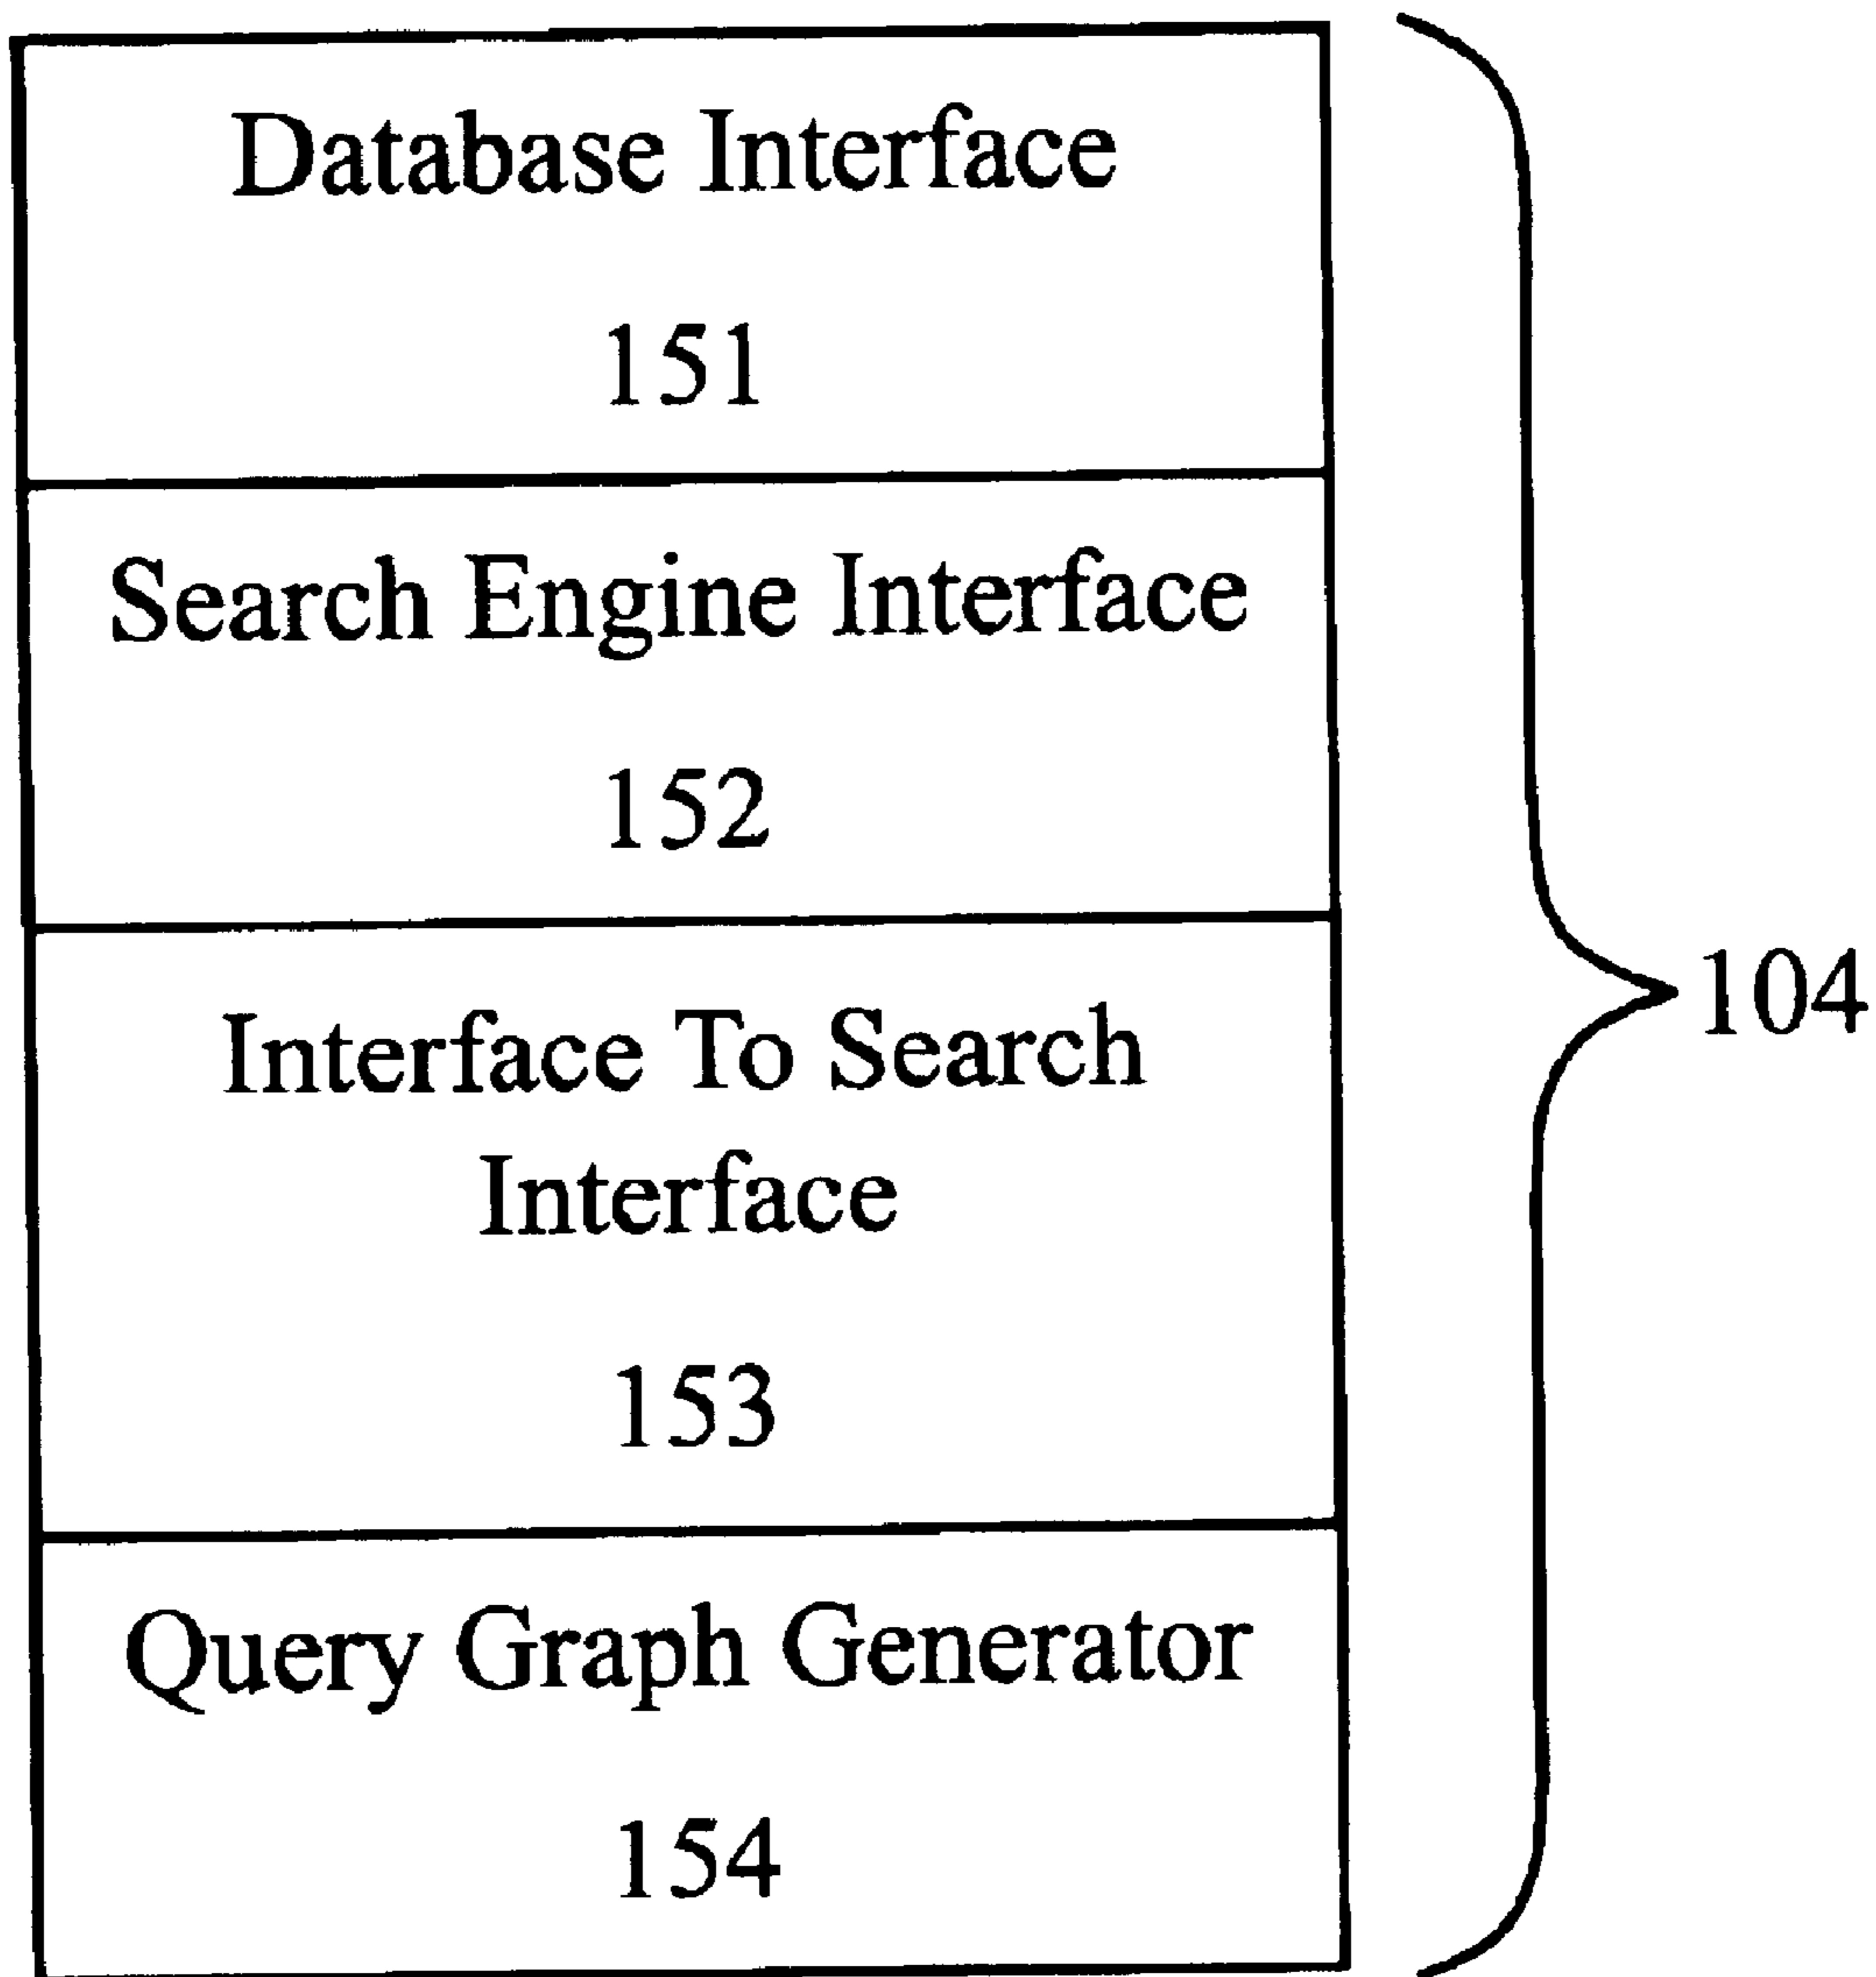 Database Interface
151
Search Engine Interface
152
Interface To Search
Interface
153
Query Graph Generator
154
104